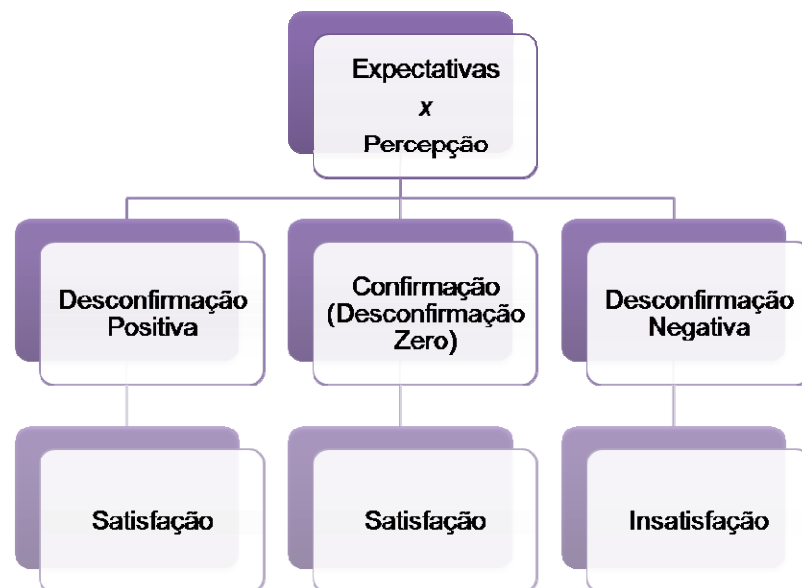 Expectativas
x
Percepção
Desconfirmação
Positiva
Confirmação
(Desconfirmação
Zero)
Desconfirmação
Negativa
Satisfação
Satisfação
Insatisfação